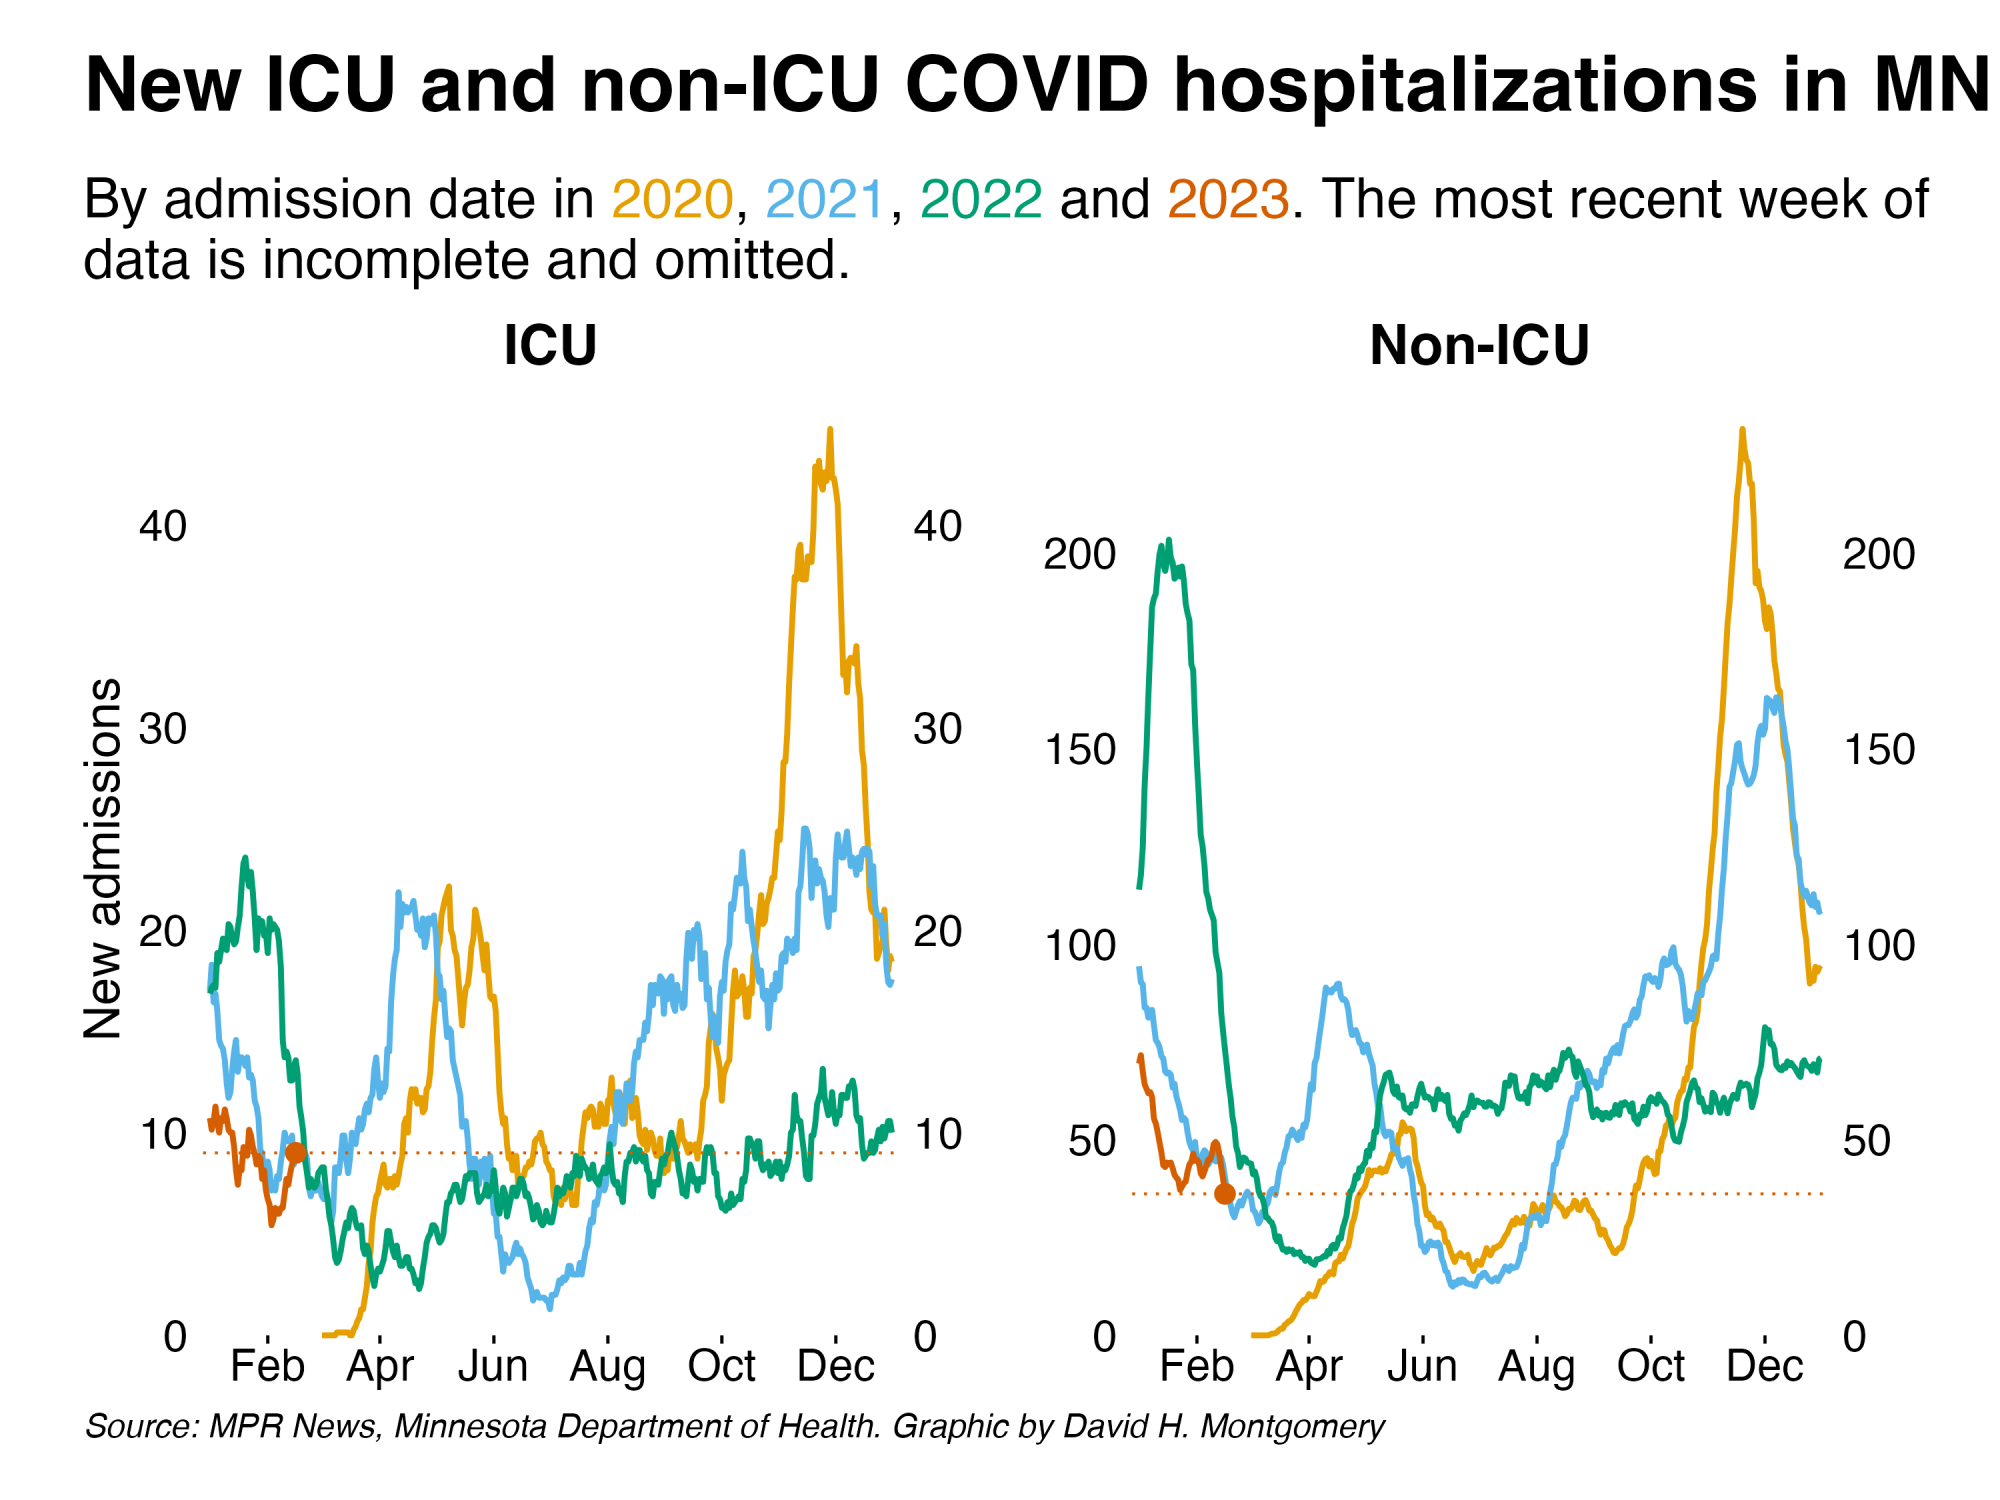 New ICU and non-ICU COVID hospitalizations in MN
By admission date in 2020, 2021, 2022 and 2023. The most recent week of
data is incomplete and omitted.
ICU
Non-ICU
New admissions
40
30
20
10
0
40
30
20
10
0
Feb Apr Jun Aug Oct Dec
200
150
100
50
0
200
150
100
50
0
Feb Apr Jun Aug Oct Dec
Source: MPR News, Minnesota Department of Health. Graphic by David H. Montgomery